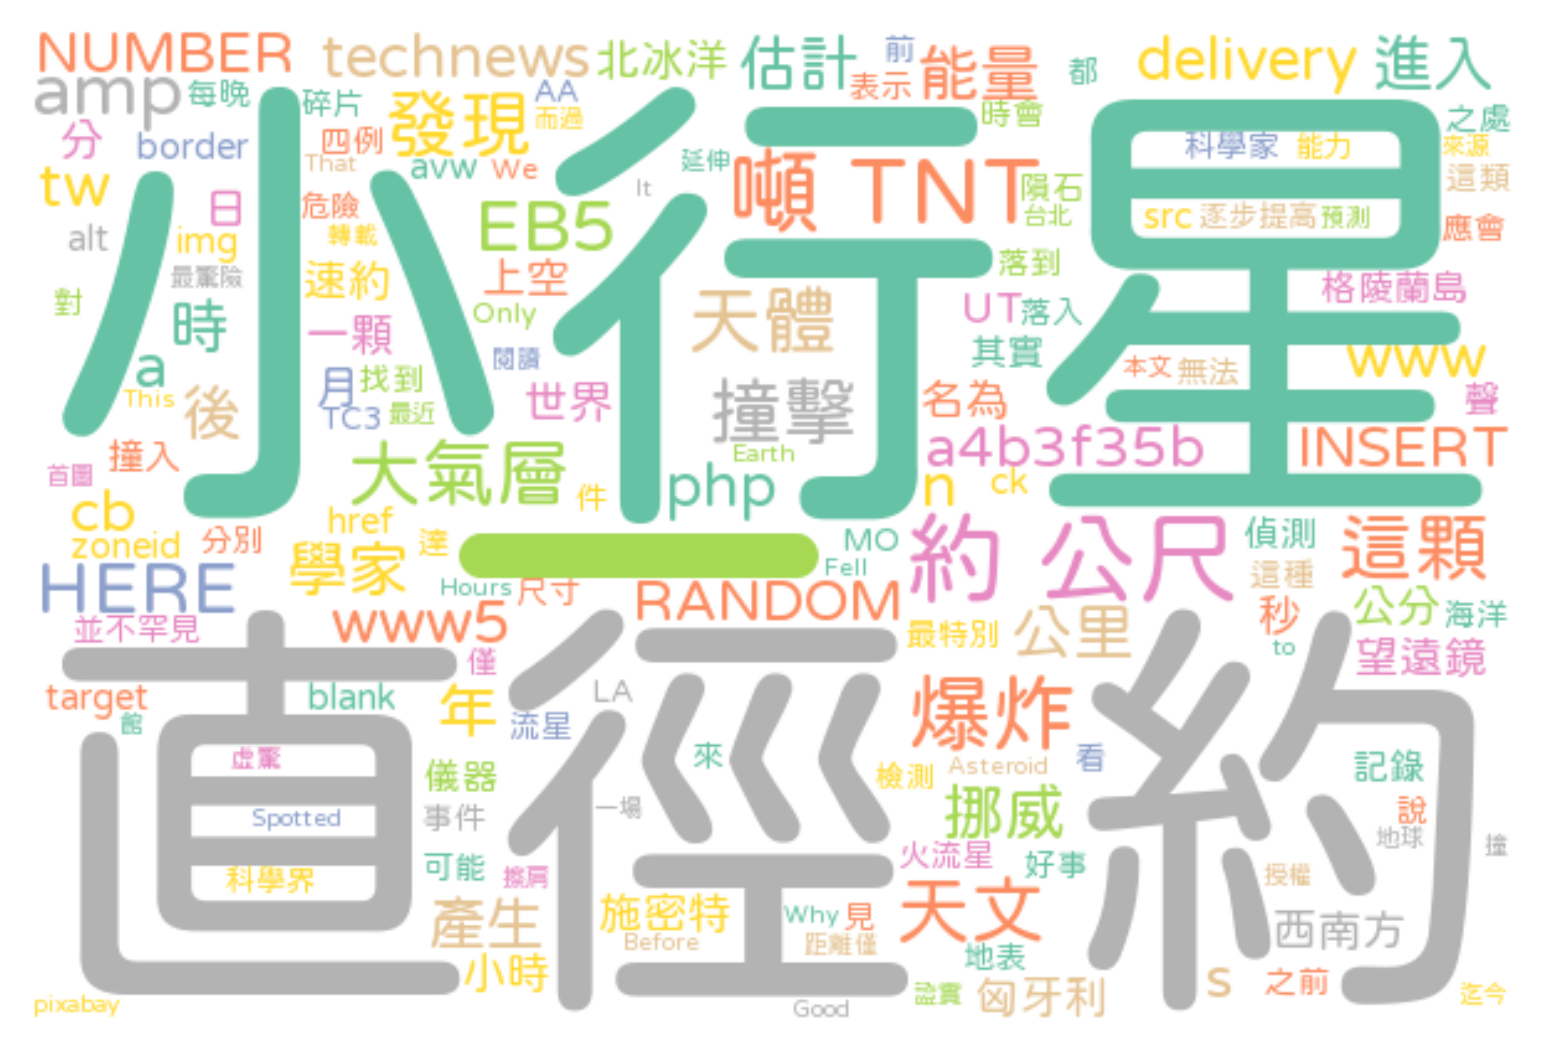 NUMBER technews 北冰洋 估計 前 能量 都 delivery 進入
amp 每晚 碎片 發現 AA 表示 時會 之處
分 border 四例 而過 科學家 能力 來源
That avw We 延伸 噸 TNT 隕石 這類
tw 日 危險 It 台北 src 逐步提高 預測 應會
alt img 轉載 EB5
最驚險 速約 上空 落到 格陵蘭島
對 時 一顆 Only 天體 UT 落入
a 閱讀 其實 本文 無法 www
This 後 月 找到 世界 撞擊 名為 聲
TC3 最近
小行星
撞入 大氣層 Earth a4b3f35b INSERT
首圖 件 php n ck
cb href
zoneid 分別 學家 達 一 MO 約 公尺 偵測 這顆
HERE Hours 尺寸 Fell 這種
RANDOM 公分 海洋
並不罕見 www5 最特別 公里 秒 to 望遠鏡
僅
target blank 年 LA 爆炸
館 流星
直徑約
虛驚 儀器 來 檢測 Asteroid 看 記錄
Spotted 事件 一場 挪威 說 地球 撞
科學界 可能 擦肩 火流星 好事 授權
產生 施密特 Why 見 天文 西南方
Before 距離僅 地表
小時 s 之前
pixabay Good 證實 匈牙利 迄今